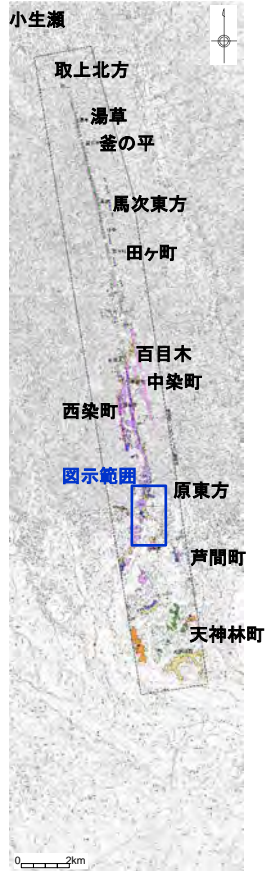 小生瀬
取上北方
湯草
釜の平
馬次東方
田ヶ町
百目木
中染町
西染町
図示範囲
原東方
芦間町
天神林町
0 2km